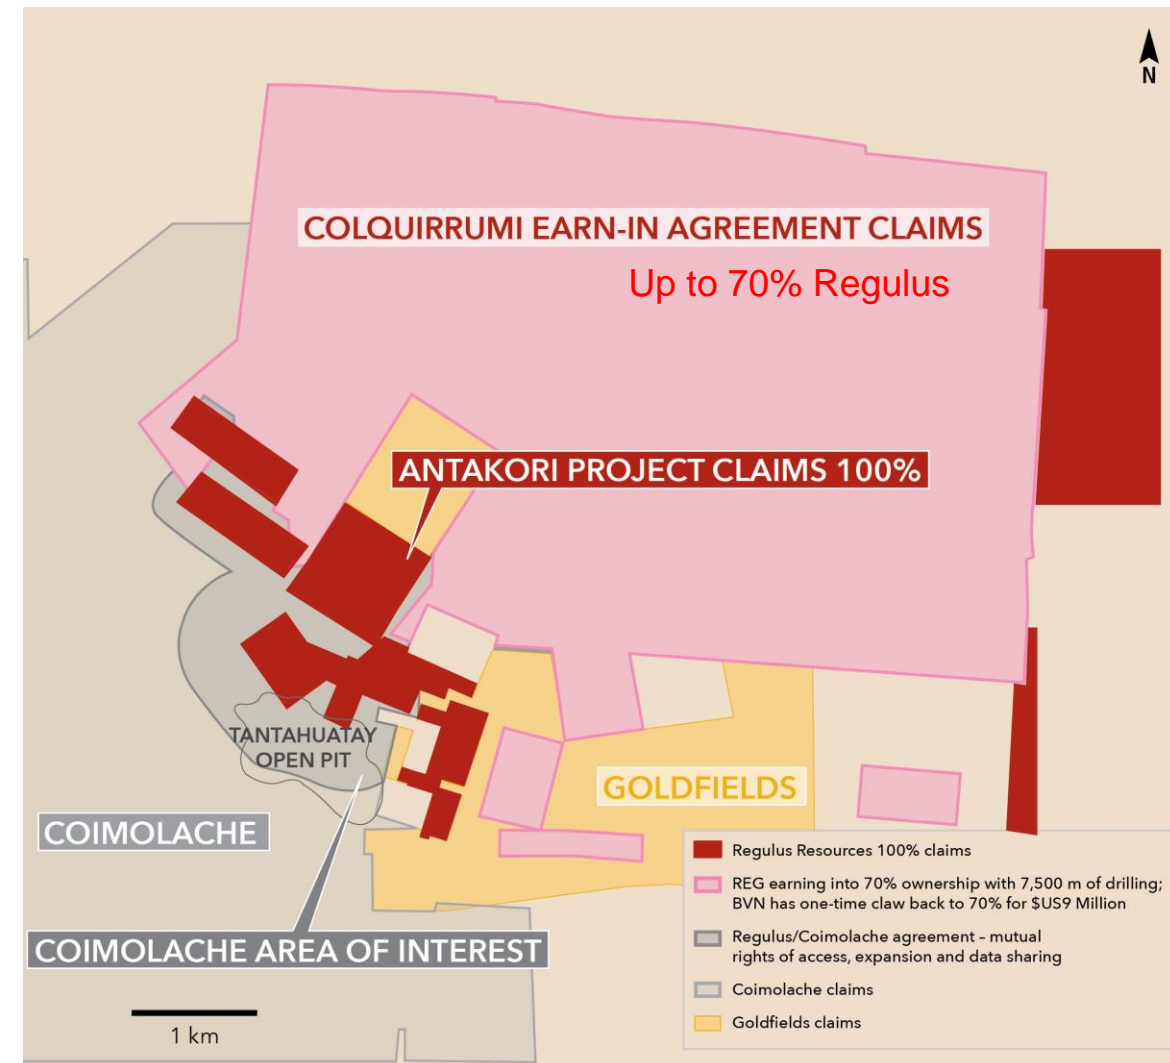 N
COLQUIRRUMI EARN-IN AGREEMENT CLAIMS
Up to 70% Regulus
ANTAKORI PROJECT CLAIMS 100%
TANTAHUATAY
OPEN PIT
GOLDFIELDS
COIMOLACHE
COIMOLACHE AREA OF INTEREST
1 km
Regulus Resources 100% claims
REG earning into 70% ownership with 7,500 m of drilling;
BVN has one-time claw back to 70% for $US9 Million
Regulus/Coimolache agreement – mutual
rights of access, expansion and data sharing
Coimolache claims
Goldfields claims